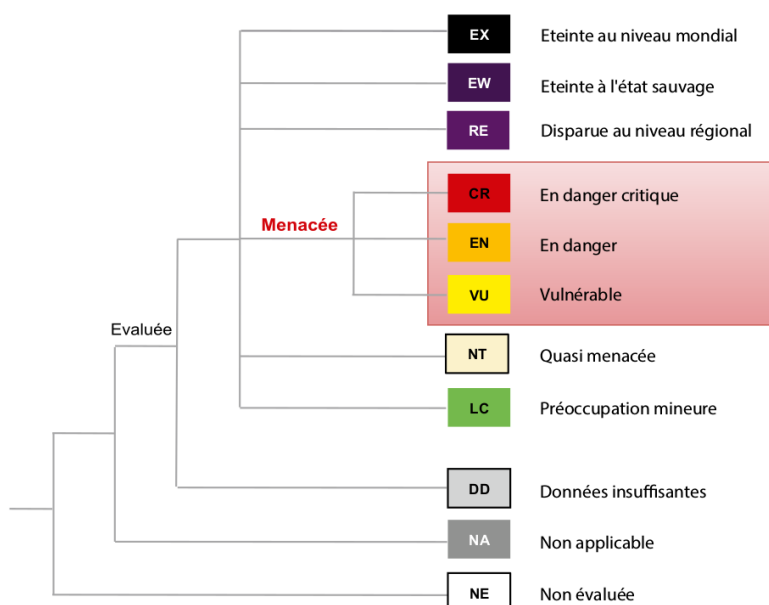 EX Eteinte au niveau mondial
EW Eteinte à l'état sauvage
RE Disparue au niveau régional
CR En danger critique
Menacée
EN En danger
VU Vulnérable
Evaluée
NT Quasi menacée
LC Préoccupation mineure
DD Données insuffisantes
NA Non applicable
NE Non évaluée